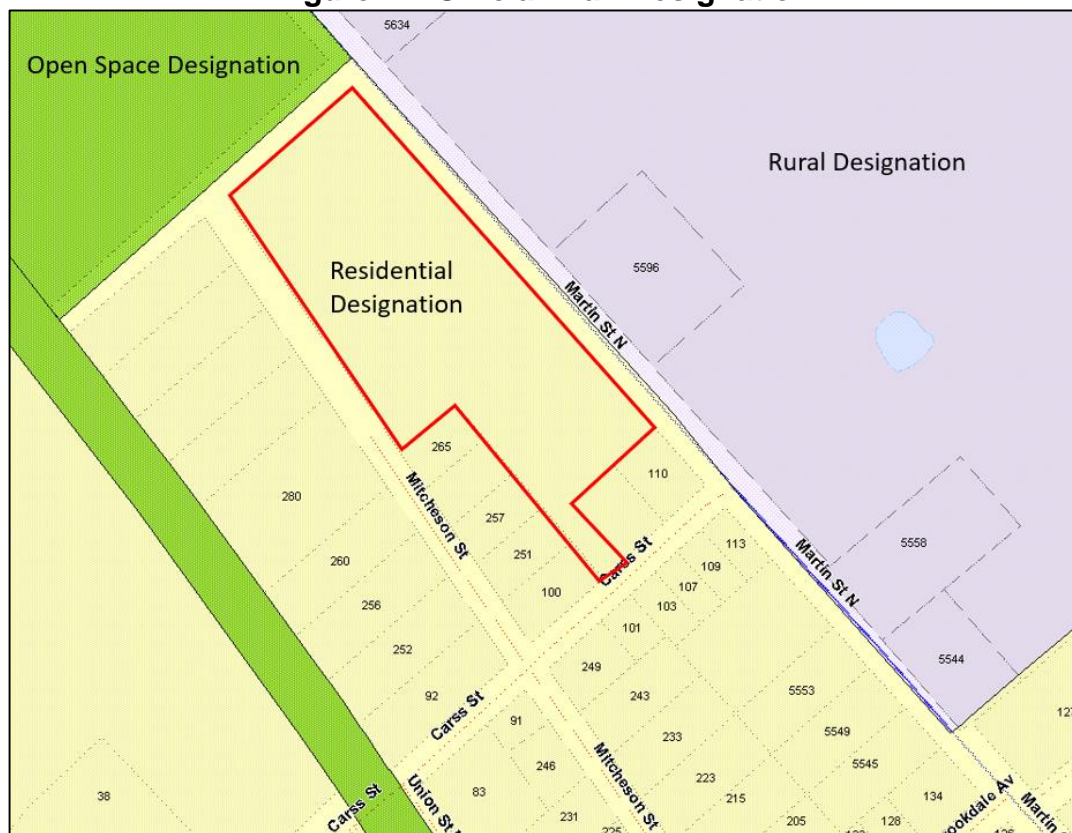 5634
Open Space Designation
Rural Designation
5596
Residential
Designation
Martin St N
265
110
280
Mitcheson St
257
251
Carss St
100
260
113
109
107
103
101
5558
Martin St N
256
252
249
5544
92
243
5553
Carss St
91
233
5549
5545
246
Mitcheson St
223
38
83
215
134
Union St
Carss St
231
205
128
Martin